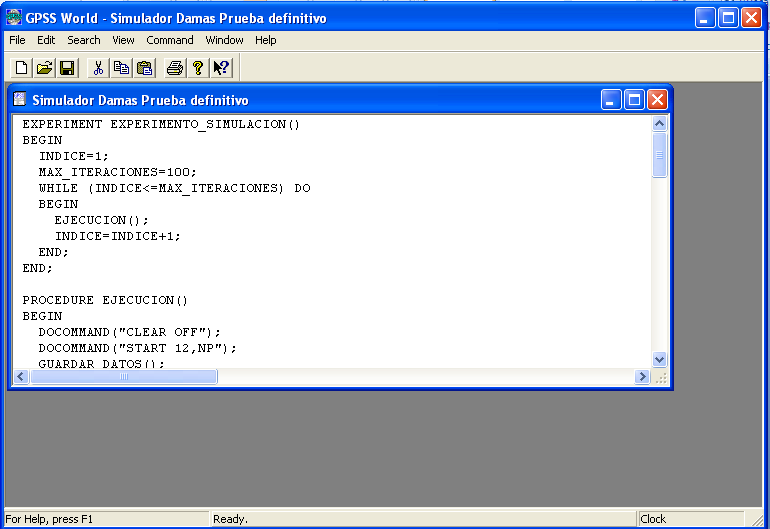 GPSS World - Simulador Damas Prueba definitivo
File Edit Search View Command Window Help
Simulador Damas Prueba definitivo
EXPERIMENT EXPERIMENTO_SIMULACION()
BEGIN
INDICE=1;
MAX_ITERACIONES=100;
WHILE (INDICE<=MAX_ITERACIONES) DO
BEGIN
EJECUCION();
INDICE=INDICE+1;
END;
END;
PROCEDURE EJECUCION()
BEGIN
DOCOMMAND("CLEAR OFF");
DOCOMMAND("START 12,NP");
GUARDAR_DATOS();
For Help, press F1 Ready. Clock